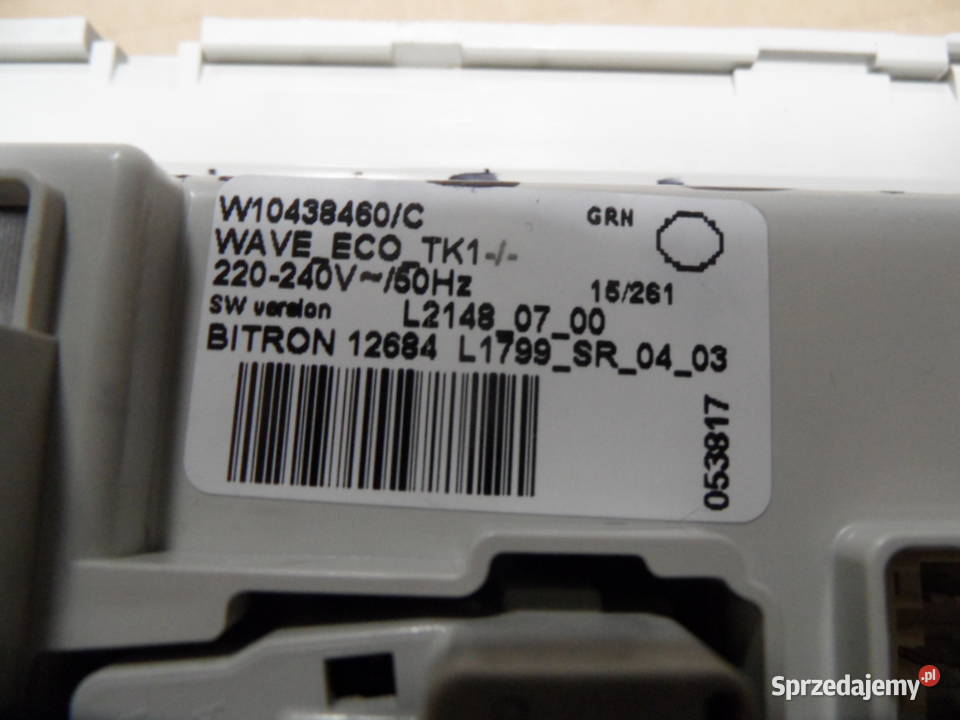 W10438460/C
GRN
WAVE_ECO_TK1-/-
220-240V~/50Hz
15/261
SW version L2148_07_00
BITRON 12684 L1799_SR_04_03
053817
Sprzedajemy.pl